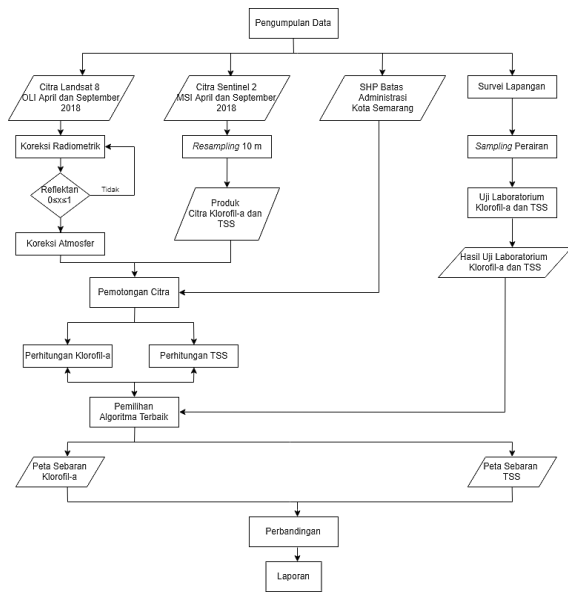 Pengumpulan Data
Citra Landsat 8
OLI April dan September
2018
Citra Sentinel 2
MSI April dan September
2018
SHP Batas
Administrasi
Kota Semarang
Survei Lapangan
Koreksi Radiometrik
Resampling 10 m
Sampling Perairan
Reflektan
0≤x≤1
Tidak
Produk
Citra Klorofil-a dan
TSS
Uji Laboratorium
Klorofil-a dan TSS
Koreksi Atmosfer
Hasil Uji Laboratorium
Klorofil-a dan TSS
Pemotongan Citra
Perhitungan Klorofil-a
Perhitungan TSS
Pemilihan
Algoritma Terbaik
Peta Sebaran
Klorofil-a
Peta Sebaran
TSS
Perbandingan
Laporan